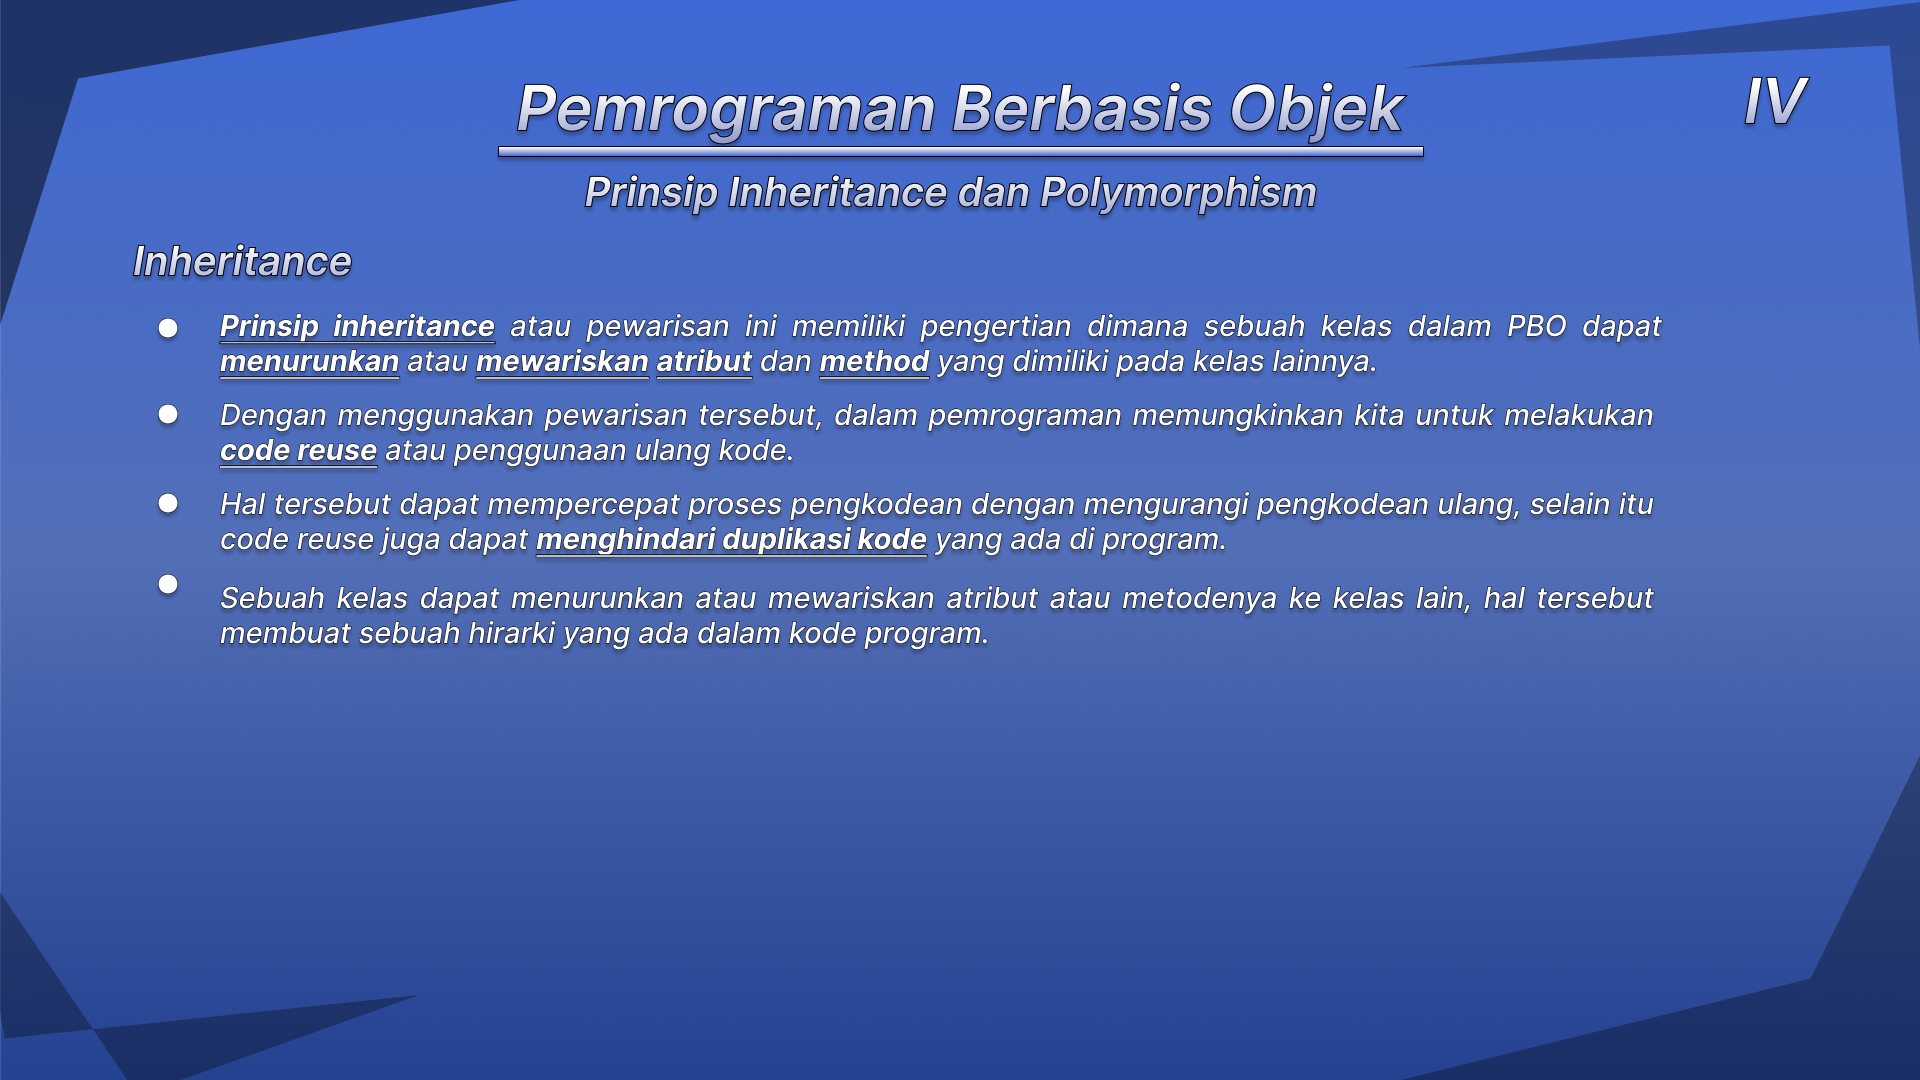 Pemrograman Berbasis Objek
IV
Prinsip Inheritance dan Polymorphism
Inheritance
● Prinsip inheritance atau pewarisan ini memiliki pengertian dimana sebuah kelas dalam PBO dapat
menurunkan atau mewariskan atribut dan method yang dimiliki pada kelas lainnya.
● Dengan menggunakan pewarisan tersebut, dalam pemrograman memungkinkan kita untuk melakukan
code reuse atau penggunaan ulang kode.
● Hal tersebut dapat mempercepat proses pengkodean dengan mengurangi pengkodean ulang, selain itu
code reuse juga dapat menghindari duplikasi kode yang ada di program.
● Sebuah kelas dapat menurunkan atau mewariskan atribut atau metodenya ke kelas lain, hal tersebut
membuat sebuah hirarki yang ada dalam kode program.